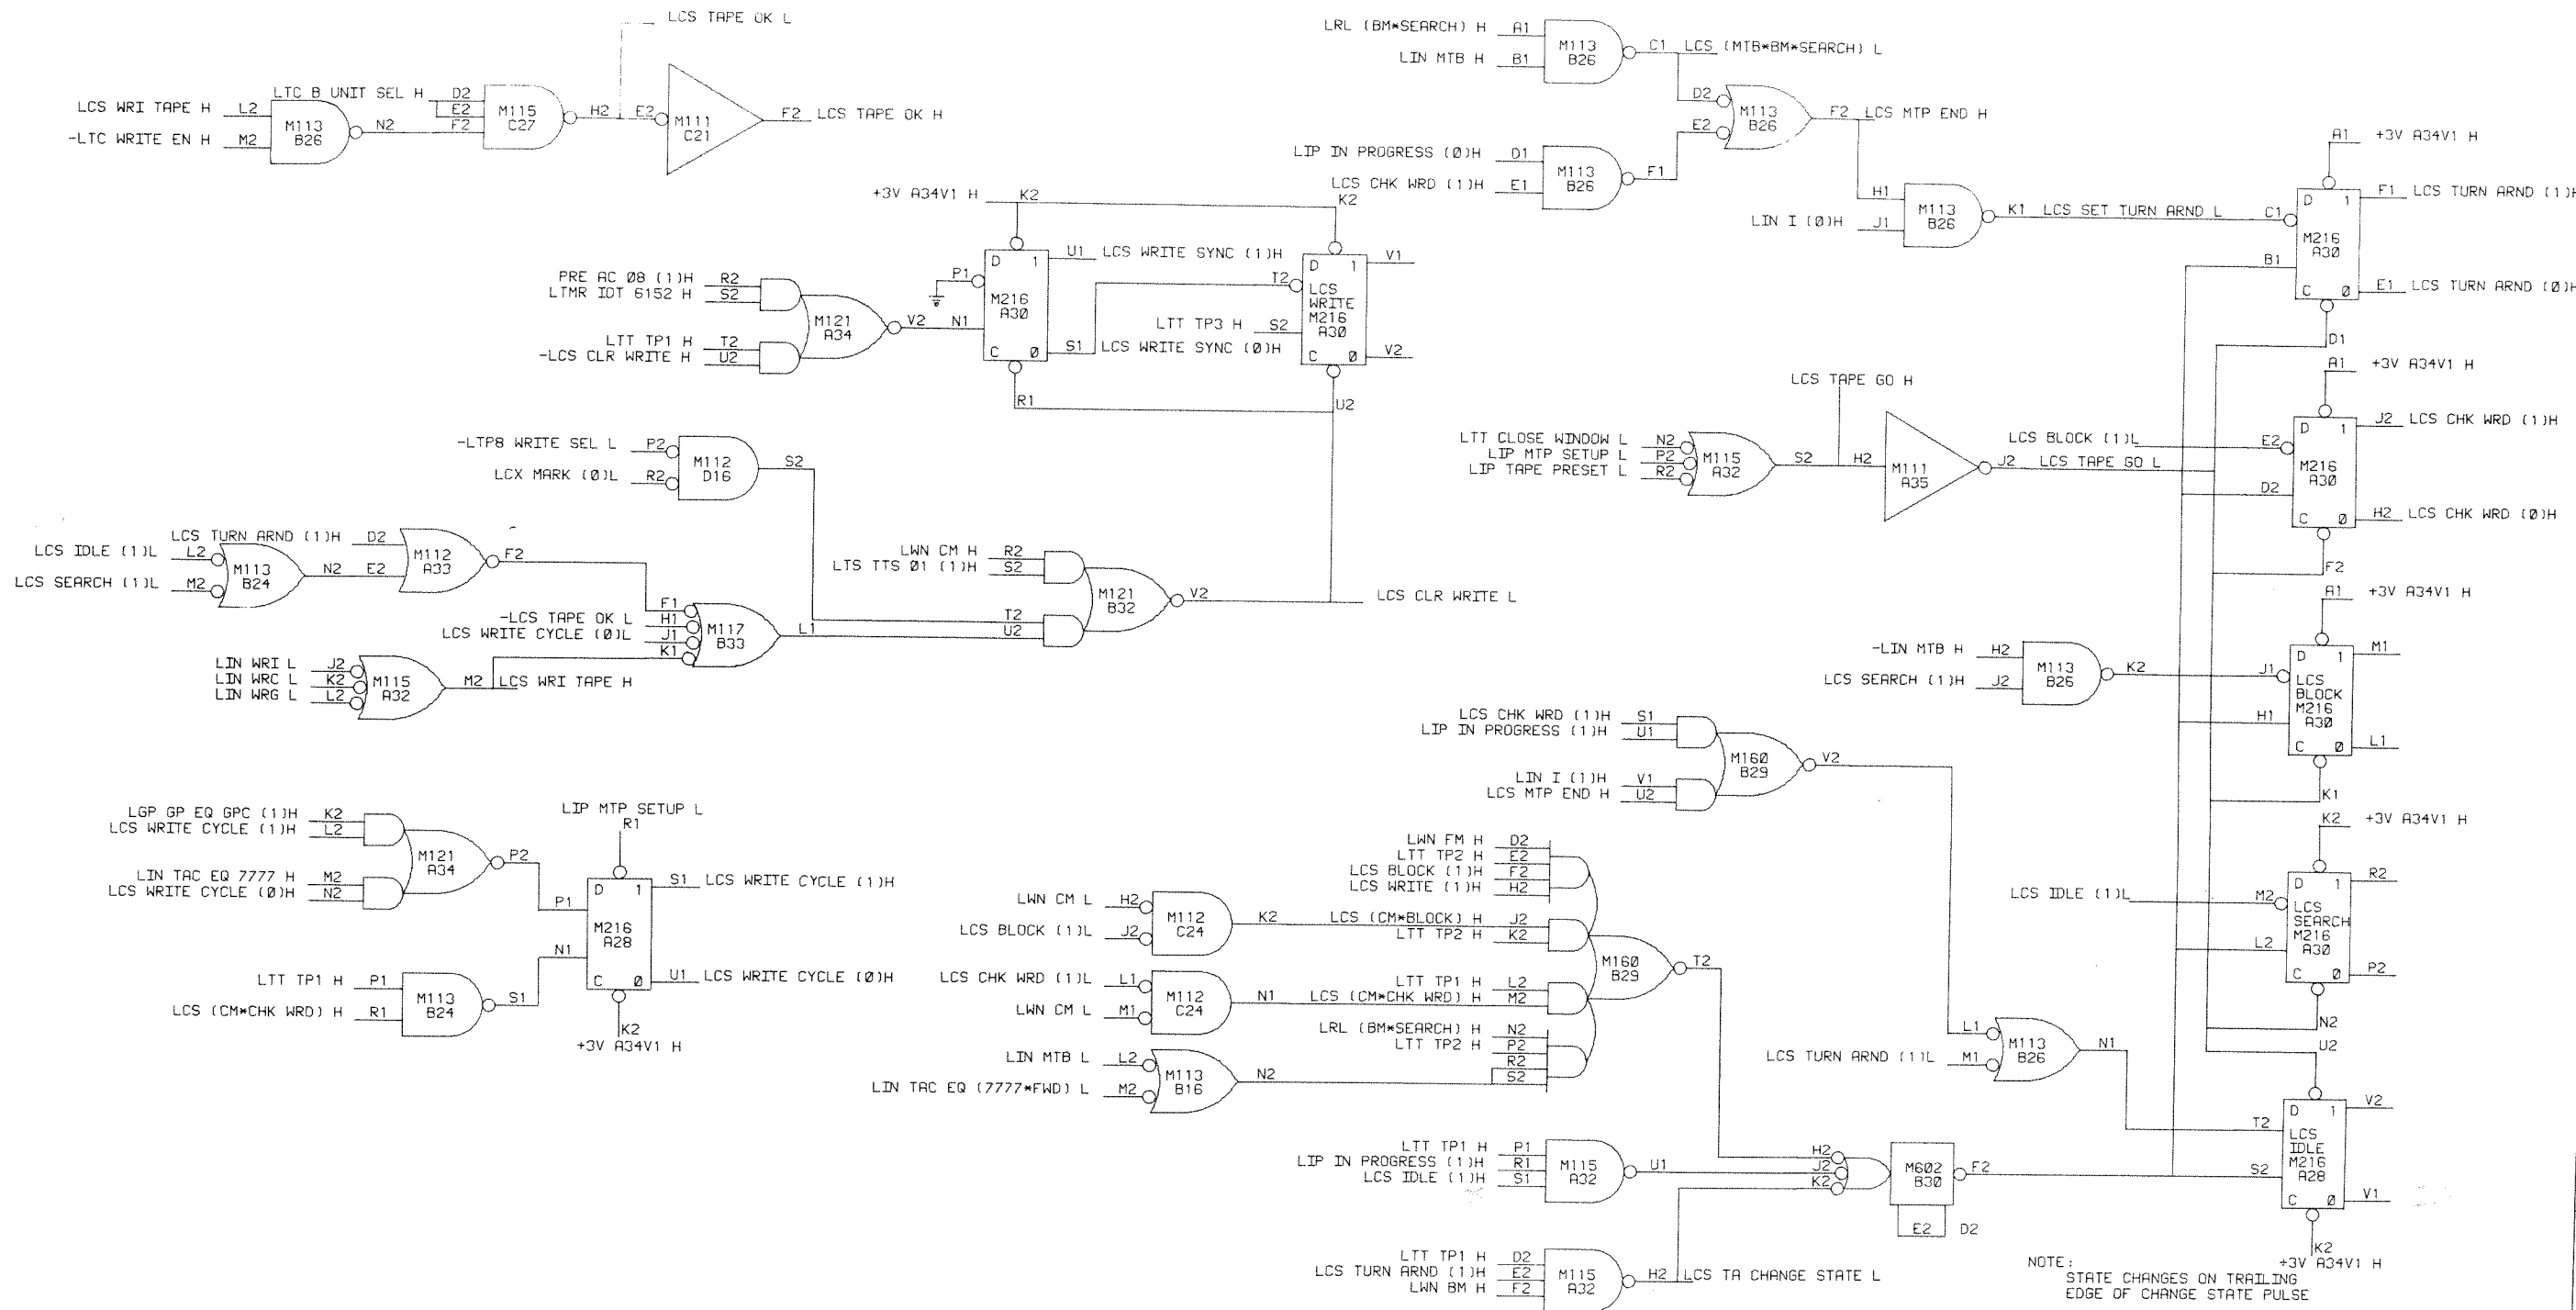 LCS TAPE OK L
LCS WRI TAPE H
L2
-LTC WRITE EN H
M2
M113
B26
N2
LTC B UNIT SEL H
D2
E2
F2
M115
C27
H2
E2
M111
C21
F2
LCS TAPE OK H
LRL (BM*SEARCH) H
A1
LIN MTB H
B1
M113
B26
C1
LCS (MTB*BM*SEARCH) L
D2
E2
M113
B26
F2
LCS MTP END H
LIP IN PROGRESS (0)H
D1
LCS CHK WRD (1)H
E1
M113
B26
F1
H1
LIN I (0)H
J1
M113
B26
K1
LCS SET TURN ARND L
C1
A1
+3V A34V1 H
D 1
M216
A30
C 0
F1
LCS TURN ARND (1)H
B1
E1
LCS TURN ARND (0)H
D1
+3V A34V1 H
K2
K2
PRE AC 08 (1)H
R2
LTMR IOT 6152 H
S2
LTT TP1 H
T2
-LCS CLR WRITE H
U2
M121
A34
V2
N1
P1
D 1
M216
A30
C 0
U1
LCS WRITE SYNC (1)H
S1
LCS WRITE SYNC (0)H
R1
T2
LTT TP3 H
S2
D 1
LCS
WRITE
M216
A30
C 0
V1
V2
U2
-LTP8 WRITE SEL L
P2
LCX MARK (0)L
R2
M112
D16
S2
LCS IDLE (1)L
L2
LCS SEARCH (1)L
M2
M113
B24
N2
LCS TURN ARND (1)H
D2
E2
M112
A33
F2
F1
-LCS TAPE OK L
H1
LCS WRITE CYCLE (0)L
J1
K1
M117
B33
L1
LIN WRI L
J2
LIN WRC L
K2
LIN WRG L
L2
M115
A32
M2
LCS WRI TAPE H
LWN CM H
R2
LTS TTS 01 (1)H
S2
T2
U2
M121
B32
V2
LCS CLR WRITE L
LCS TAPE GO H
LTT CLOSE WINDOW L
N2
LIP MTP SETUP L
P2
LIP TAPE PRESET L
R2
M115
A32
S2
H2
M111
A35
J2
LCS TAPE GO L
LCS BLOCK (1)L
E2
A1
+3V A34V1 H
D 1
M216
A30
C 0
J2
LCS CHK WRD (1)H
D2
H2
LCS CHK WRD (0)H
F2
-LIN MTB H
H2
LCS SEARCH (1)H
J2
M113
B26
K2
J1
A1
+3V A34V1 H
D 1
LCS
BLOCK
M216
A30
C 0
M1
H1
L1
K1
LGP GP EQ GPC (1)H
K2
LCS WRITE CYCLE (1)H
L2
LIN TAC EQ 7777 H
M2
LCS WRITE CYCLE (0)H
N2
M121
A34
P2
LIP MTP SETUP L
R1
P1
D 1
M216
A28
C 0
S1
LCS WRITE CYCLE (1)H
N1
U1
LCS WRITE CYCLE (0)H
K2
+3V A34V1 H
LTT TP1 H
P1
LCS (CM*CHK WRD) H
R1
M113
B24
S1
LCS CHK WRD (1)H
S1
LIP IN PROGRESS (1)H
U1
LIN I (1)H
V1
LCS MTP END H
U2
M160
B29
V2
LWN FM H
D2
LTT TP2 H
E2
LCS BLOCK (1)H
F2
LCS WRITE (1)H
H2
LWN CM L
H2
LCS BLOCK (1)L
J2
M112
C24
K2
LCS (CM*BLOCK) H
J2
LTT TP2 H
K2
LCS CHK WRD (1)L
L1
LWN CM L
M1
M112
C24
N1
LTT TP1 H
L2
LCS (CM*CHK WRD) H
M2
M160
B29
T2
LRL (BM*SEARCH) H
N2
LTT TP2 H
P2
R2
S2
LIN MTB L
L2
LIN TAC EQ (7777*FWD) L
M2
M113
B16
N2
LCS IDLE (1)L
M2
K2
+3V A34V1 H
D 1
LCS
SEARCH
M216
A30
C 0
R2
L2
P2
N2
U2
L1
LCS TURN ARND (1)L
M1
M113
B26
N1
T2
D 1
LCS
IDLE
M216
A28
C 0
V2
S2
V1
K2
+3V A34V1 H
LTT TP1 H
P1
LIP IN PROGRESS (1)H
R1
LCS IDLE (1)H
S1
M115
A32
U1
H2
J2
K2
M602
B30
F2
E2
D2
LTT TP1 H
D2
LCS TURN ARND (1)H
E2
LWN BM H
F2
M115
A32
H2
LCS TA CHANGE STATE L
NOTE:
STATE CHANGES ON TRAILING
EDGE OF CHANGE STATE PULSE